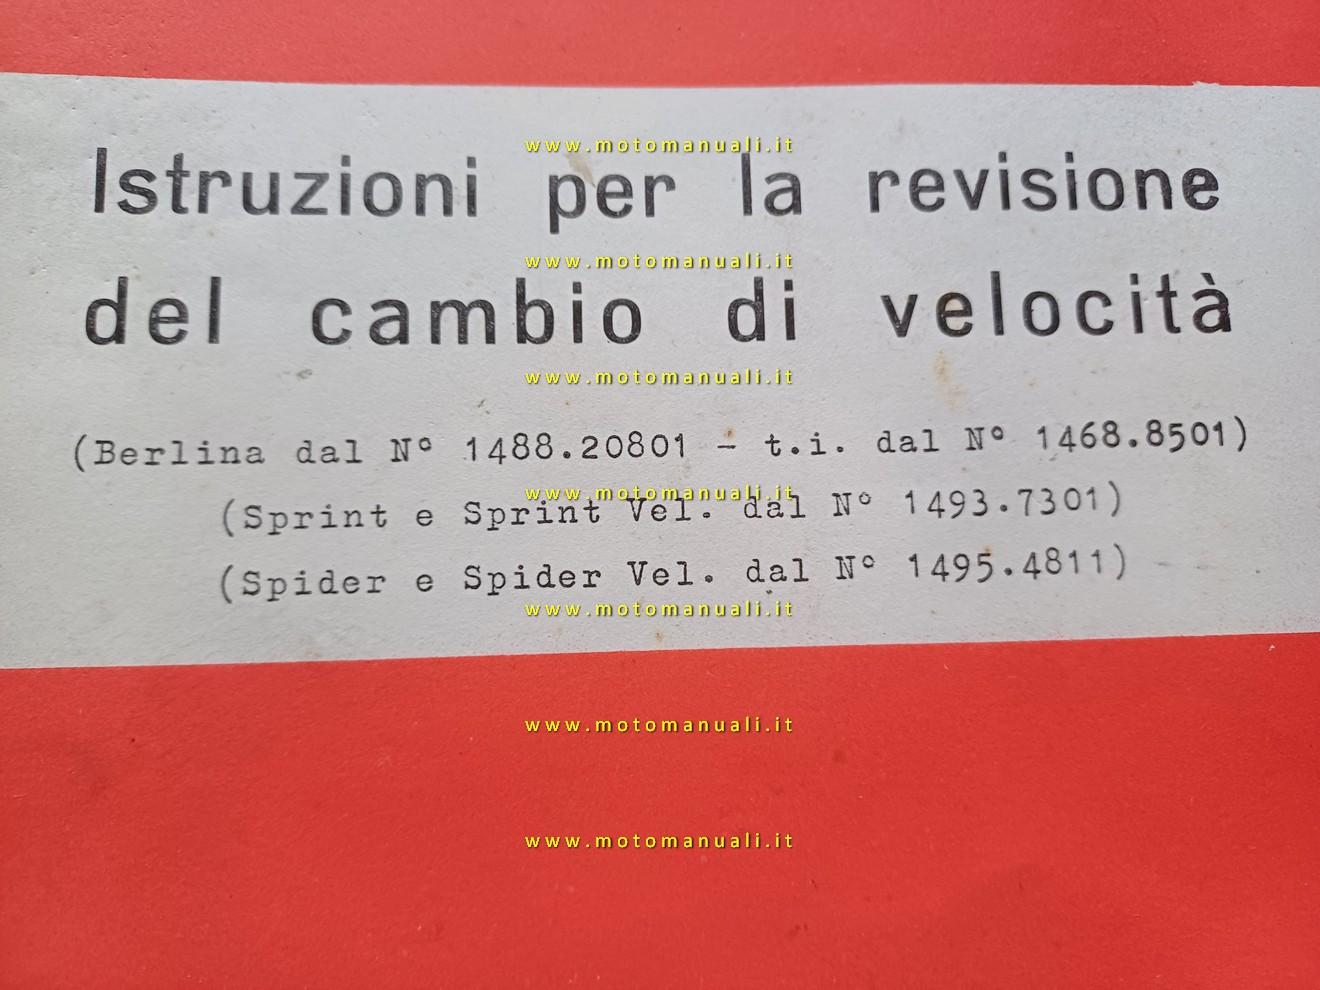 www.motomanuali.it
Istruzioni per la revisione
www.motomanuali.it
del cambio di velocità
www.motomanuali.it
(Berlina dal N° 1488.20801 - t.i. dal N° 1468.8501)
www.motomanuali.it
(Sprint e Sprint Vel. dal N° 1493.7301)
(Spider e Spider Vel. dal N° 1495.4811)
www.motomanuali.it
www.motomanuali.it
www.motomanuali.it